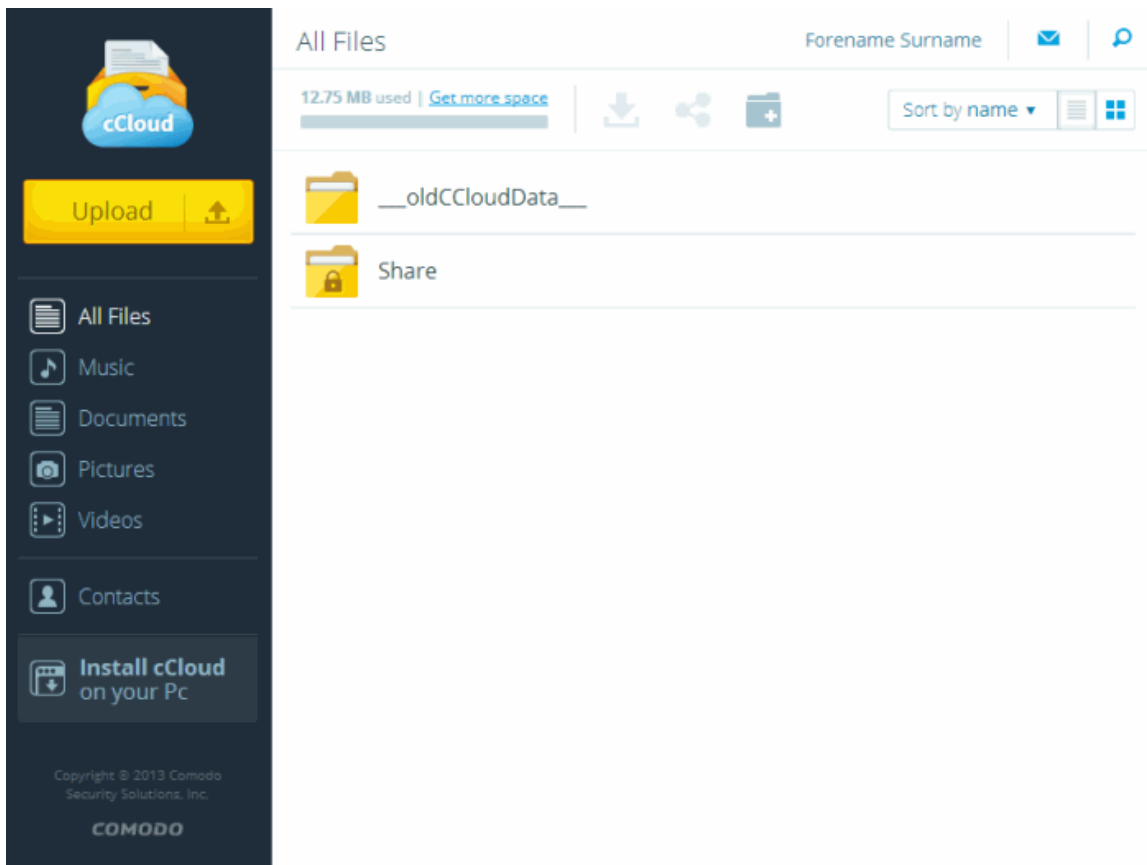 cCloud
Upload
All Files
Music
Documents
Pictures
Videos
Contacts
Install cCloud
on your Pc
Copyright © 2013 Comodo
Security Solutions, Inc.
COMODO
All Files
Forename Surname
12.75 MB used | Get more space
Sort by name
___oldCCloudData___
Share